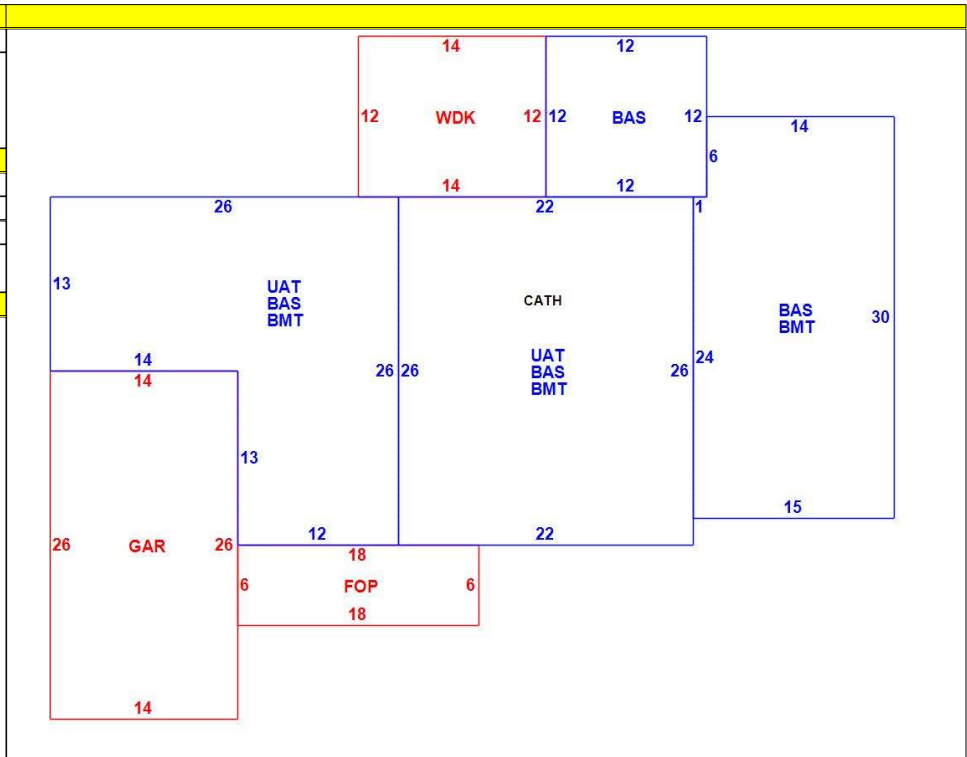 14 12
12 WDK 12 12 BAS 12
14
6
14 12
26 22 1
13
UAT
BAS
BMT
CATH
BAS
BMT
30
14
14
26 26
UAT
BAS
BMT
26 24
13
15
12 22
26 GAR 26
18
6 FOP 6
18
14